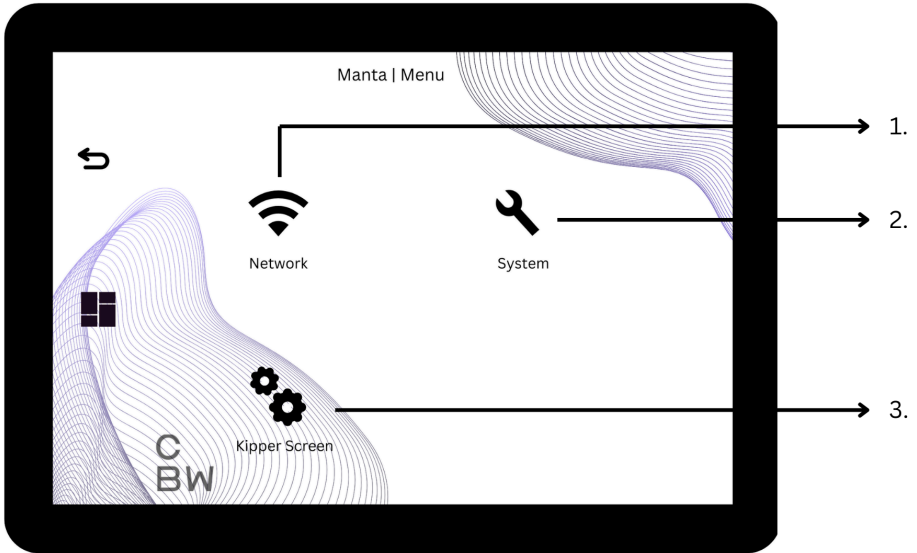 Manta | Menu
1.
2.
Network
System
3.
Kipper Screen
C
BW